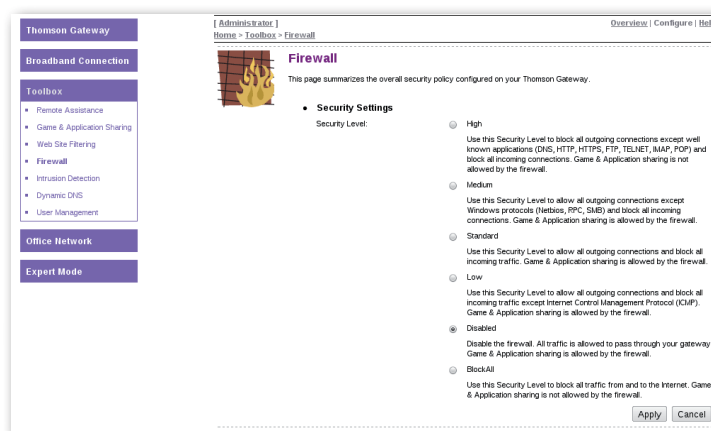 Thomson Gateway
Broadband Connection
Toolbox
Remote Assistance
Game & Application Sharing
Web Site Filtering
Firewall
Intrusion Detection
Dynamic DNS
User Management
Office Network
Expert Mode
[ Administrator ]
Overview | Configure | Hel
Home > Toolbox > Firewall
Firewall
This page summarizes the overall security policy configured on your Thomson Gateway.
Security Settings
Security Level:
High
Use this Security Level to block all outgoing connections except well
known applications (DNS, HTTP, HTTPS, FTP, TELNET, IMAP, POP) and
block all incoming connections. Game & Application sharing is not
allowed by the firewall.
Medium
Use this Security Level to allow all outgoing connections except
Windows protocols (Netbios, RPC, SMB) and block all incoming
connections. Game & Application sharing is allowed by the firewall.
Standard
Use this Security Level to allow all outgoing connections and block all
incoming traffic. Game & Application sharing is allowed by the firewall.
Low
Use this Security Level to allow all outgoing connections and block all
incoming traffic except Internet Control Management Protocol (ICMP).
Game & Application sharing is allowed by the firewall.
Disabled
Disable the firewall. All traffic is allowed to pass through your gateway
Game & Application sharing is allowed by the firewall.
BlockAll
Use this Security Level to block all traffic from and to the Internet. Game
& Application sharing is not allowed by the firewall.
Apply
Cancel